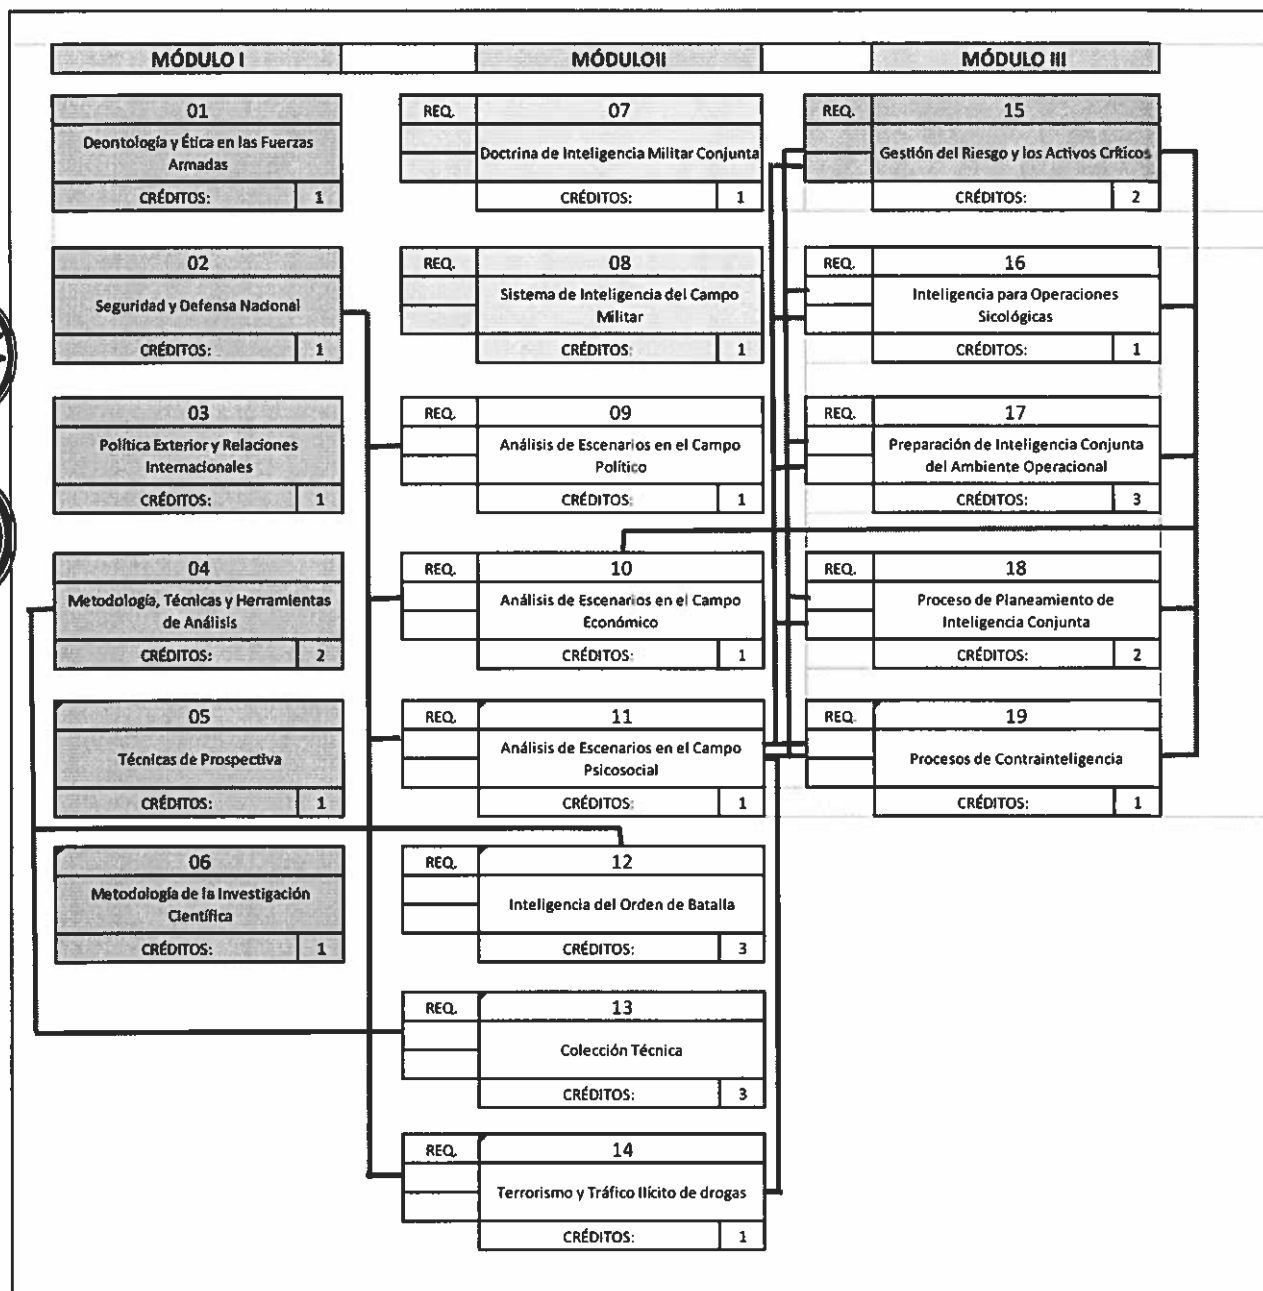 MÓDULO I
MÓDULOII
MÓDULO III
01
Deontología y Ética en las Fuerzas
Armadas
CRÉDITOS: 1
02
Seguridad y Defensa Nacional
CRÉDITOS: 1
03
Política Exterior y Relaciones
Internacionales
CRÉDITOS: 1
04
Metodología, Técnicas y Herramientas
de Análisis
CRÉDITOS: 2
05
Técnicas de Prospectiva
CRÉDITOS: 1
06
Metodología de la Investigación
Científica
CRÉDITOS: 1
REQ. 07
Doctrina de Inteligencia Militar Conjunta
CRÉDITOS: 1
REQ. 08
Sistema de Inteligencia del Campo
Militar
CRÉDITOS: 1
REQ. 09
Análisis de Escenarios en el Campo
Político
CRÉDITOS: 1
REQ. 10
Análisis de Escenarios en el Campo
Económico
CRÉDITOS: 1
REQ. 11
Análisis de Escenarios en el Campo
Psicosocial
CRÉDITOS: 1
REQ. 12
Inteligencia del Orden de Batalla
CRÉDITOS: 3
REQ. 13
Colección Técnica
CRÉDITOS: 3
REQ. 14
Terrorismo y Tráfico Ilícito de drogas
CRÉDITOS: 1
REQ. 15
Gestión del Riesgo y los Activos Críticos
CRÉDITOS: 2
REQ. 16
Inteligencia para Operaciones
Sicológicas
CRÉDITOS: 1
REQ. 17
Preparación de Inteligencia Conjunta
del Ambiente Operacional
CRÉDITOS: 3
REQ. 18
Proceso de Planeamiento de
Inteligencia Conjunta
CRÉDITOS: 2
REQ. 19
Procesos de Contrainteligencia
CRÉDITOS: 1